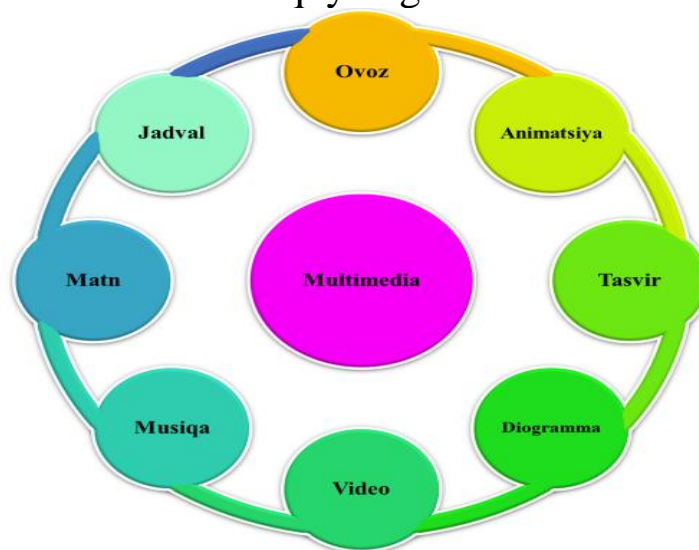 Ovoz
Jadval
Animatsiya
Matn
Multimedia
Tasvir
Musiqa
Diogramma
Video